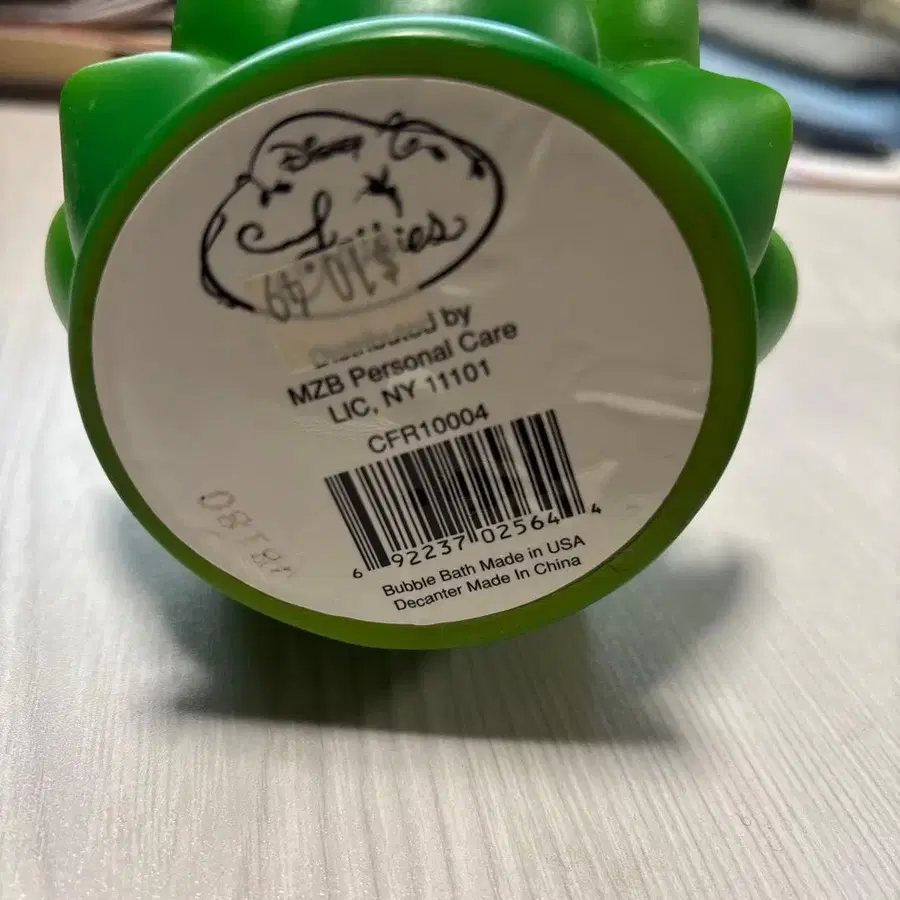 Disney
$10.49
Distributed by
MZB Personal Care
LIC, NY 11101
CFR10004
6 92237 02564 4
Bubble Bath Made in USA
Decanter Made In China